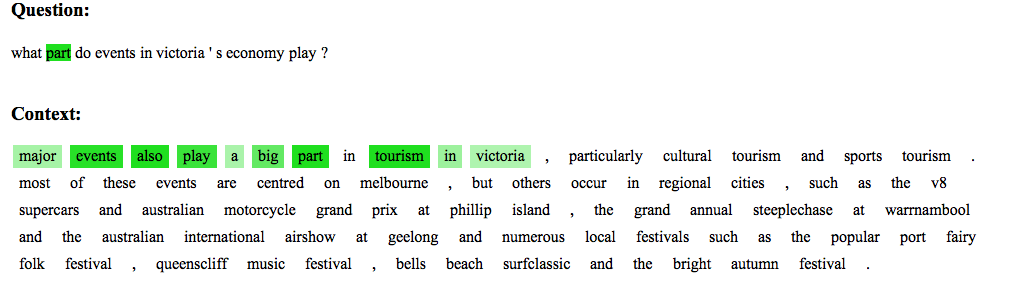 Question:
what part do events in victoria ' s economy play ?
Context:
major events also play a big part in tourism in victoria , particularly cultural tourism and sports tourism .
most of these events are centred on melbourne , but others occur in regional cities , such as the v8
supercars and australian motorcycle grand prix at phillip island , the grand annual steeplechase at warrnambool
and the australian international airshow at geelong and numerous local festivals such as the popular port fairy
folk festival , queenscliff music festival , bells beach surfclassic and the bright autumn festival .